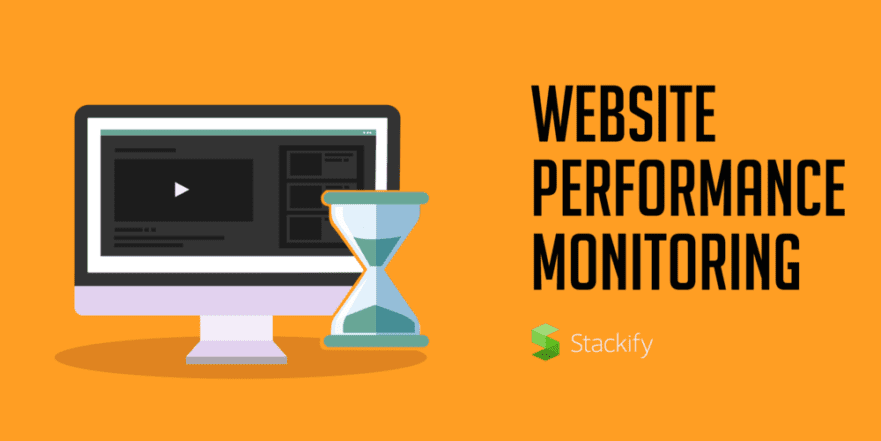 WEBSITE
PERFORMANCE
MONITORING
Stackify